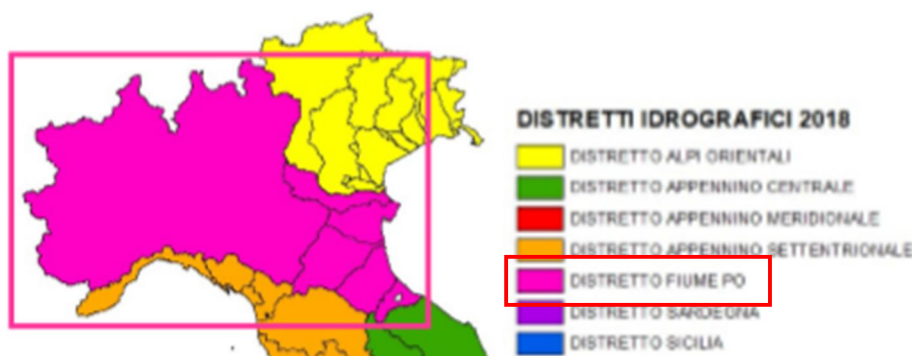 DISTRETTI IDROGRAFICI 2018
DISTRETTO ALPI ORIENTALI
DISTRETTO APPENNINO CENTRALE
DISTRETTO APPENNINO MERIDIONALE
DISTRETTO APPENNINO SETTENTRIONALE
DISTRETTO FIUME PO
DISTRETTO SARDEGNA
DISTRETTO SICILIA